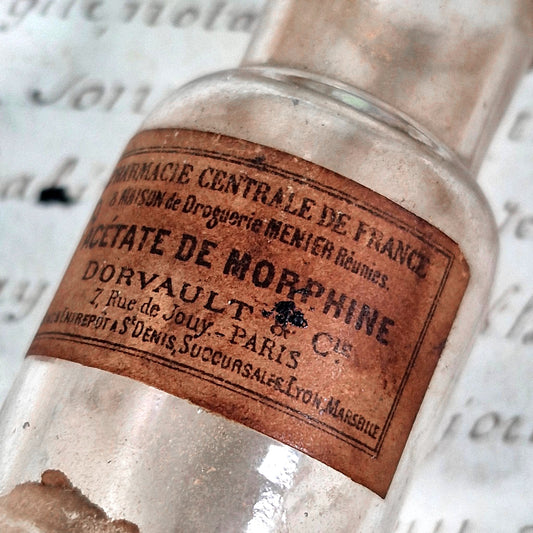 PHARMACIE CENTRALE DE FRANCE
& MAISON de Droguerie MENIER Réunies.
ACÉTATE DE MORPHINE
DORVAULT & Cie
7, Rue de Jouy.-PARIS
ENTREPÔT A St DENIS, SUCCURSALES, LYON, MARSEILLE